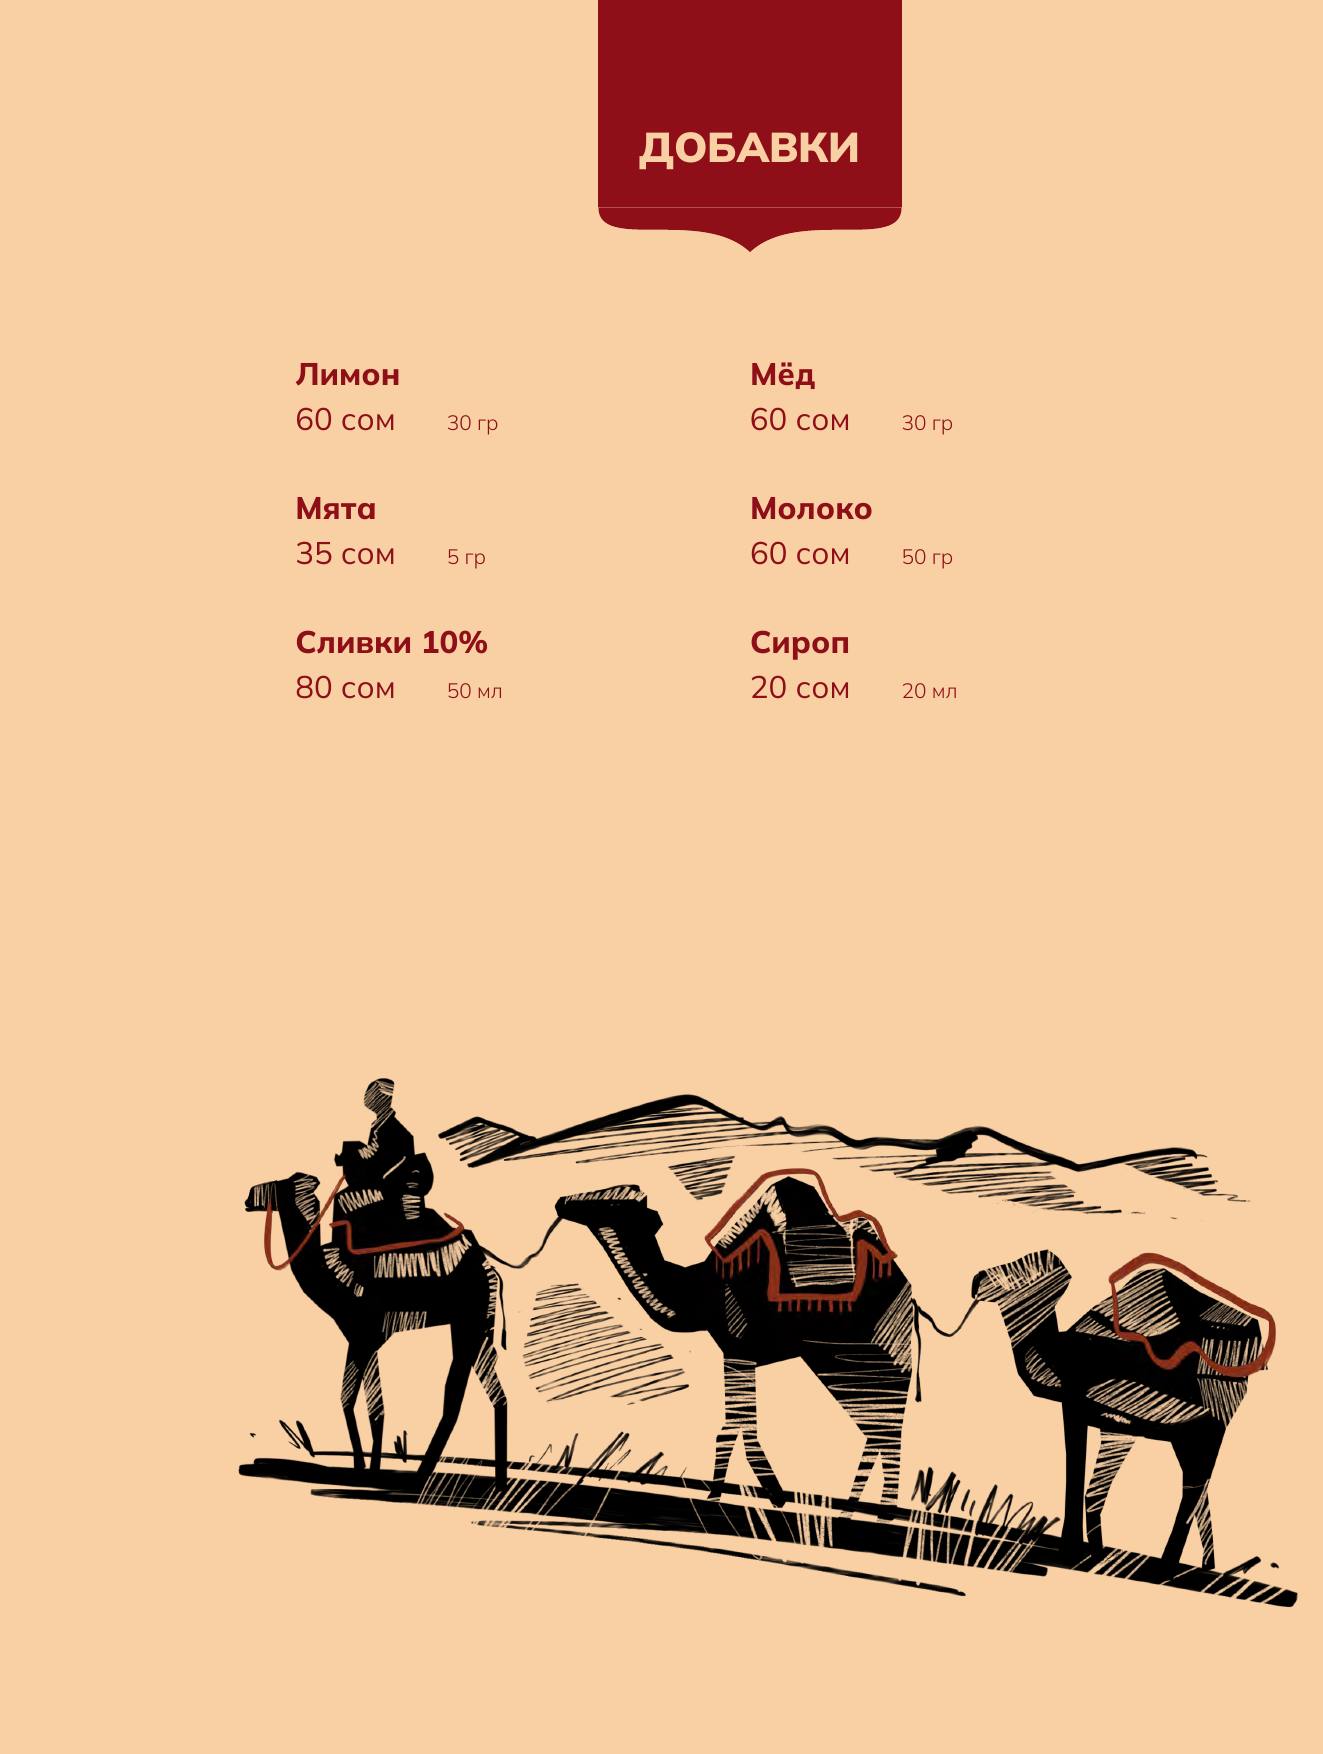 ДОБАВКИ
Лимон
60 сом 30 гр
Мята
35 сом 5 гр
Сливки 10%
80 сом 50 мл
Мёд
60 сом 30 гр
Молоко
60 сом 50 гр
Сироп
20 сом 20 мл